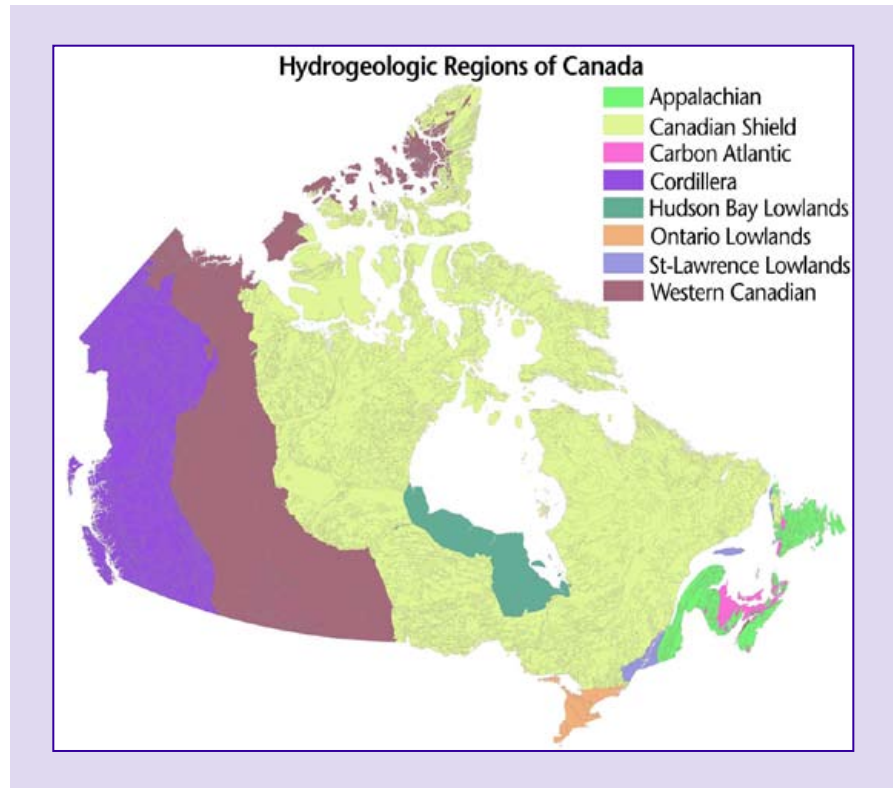 Hydrogeologic Regions of Canada
Appalachian
Canadian Shield
Carbon Atlantic
Cordillera
Hudson Bay Lowlands
Ontario Lowlands
St-Lawrence Lowlands
Western Canadian